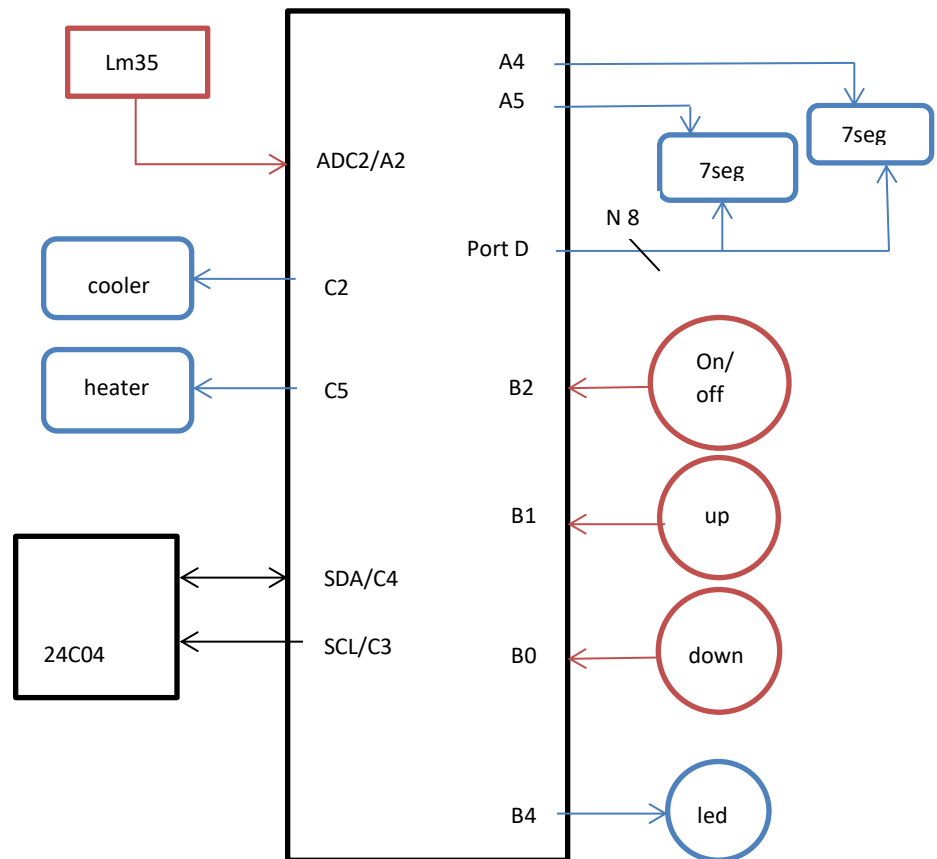 Lm35
A4
A5
7seg
7seg
ADC2/A2
N 8
Port D
cooler
C2
heater
C5
B2
On/
off
B1
up
SDA/C4
24C04
SCL/C3
B0
down
B4
led